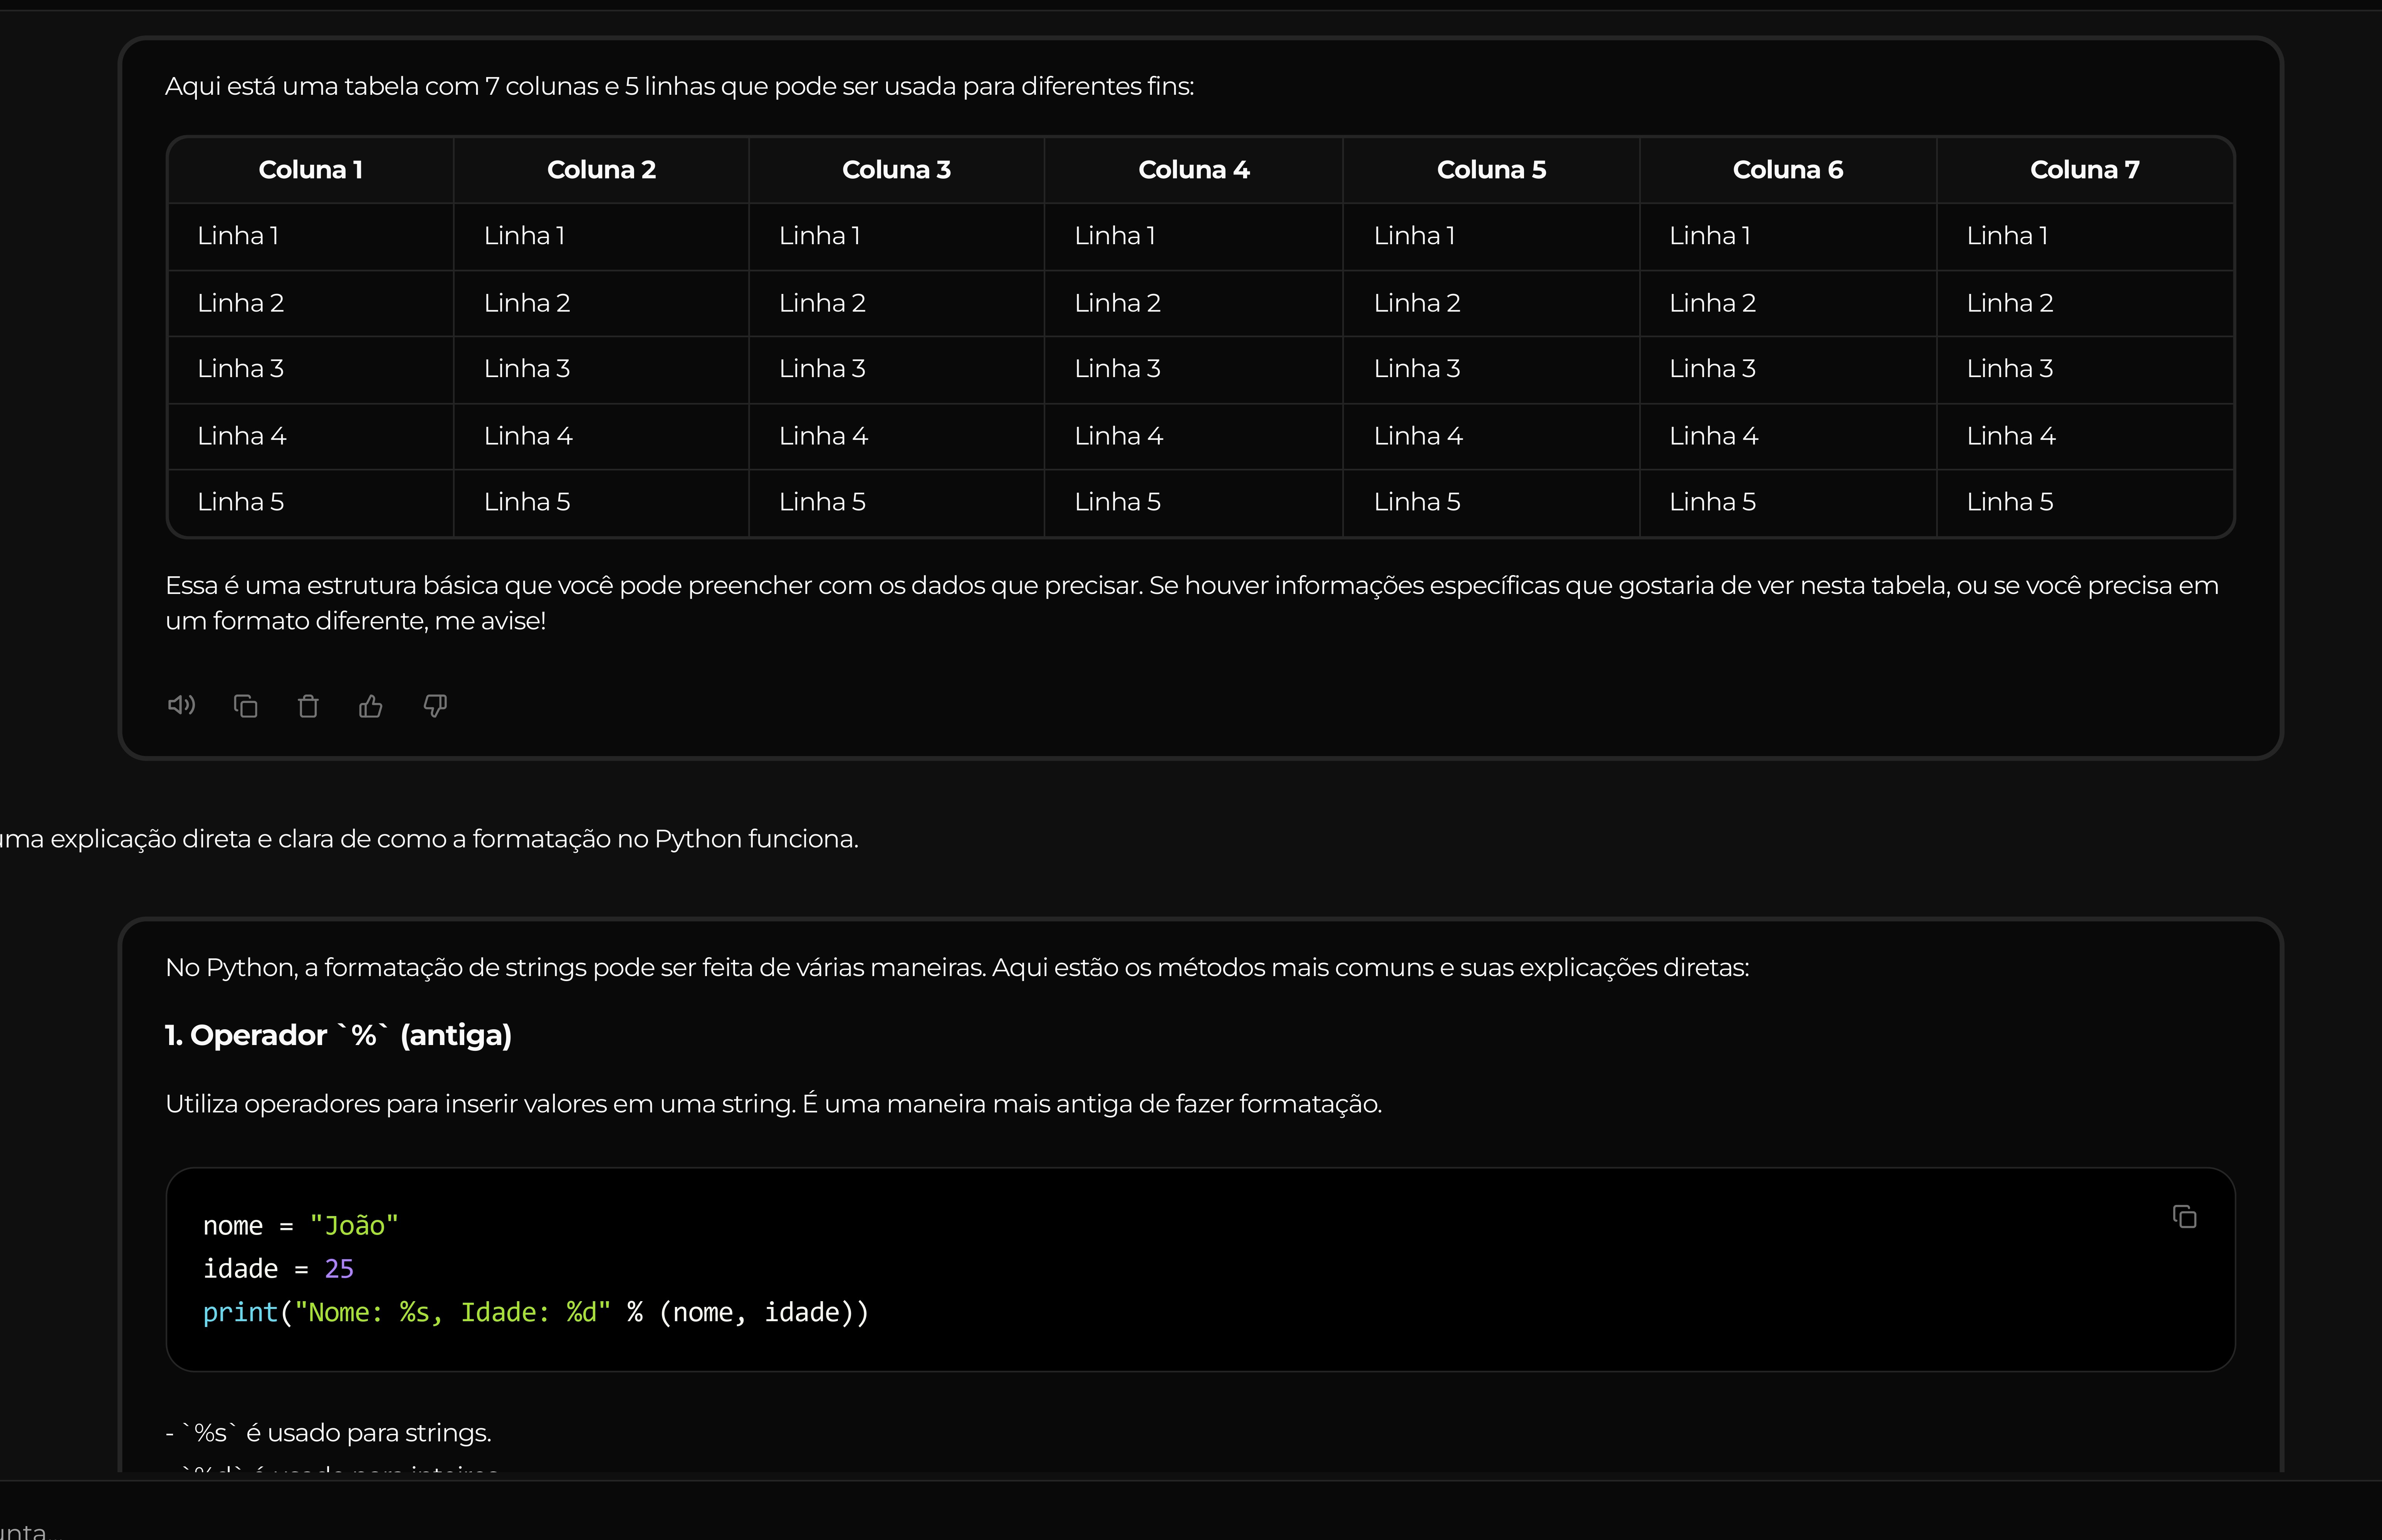 Aqui está uma tabela com 7 colunas e 5 linhas que pode ser usada para diferentes fins:
Coluna 1 Coluna 2 Coluna 3 Coluna 4 Coluna 5 Coluna 6 Coluna 7
Linha 1 Linha 1 Linha 1 Linha 1 Linha 1 Linha 1 Linha 1
Linha 2 Linha 2 Linha 2 Linha 2 Linha 2 Linha 2 Linha 2
Linha 3 Linha 3 Linha 3 Linha 3 Linha 3 Linha 3 Linha 3
Linha 4 Linha 4 Linha 4 Linha 4 Linha 4 Linha 4 Linha 4
Linha 5 Linha 5 Linha 5 Linha 5 Linha 5 Linha 5 Linha 5
Essa é uma estrutura básica que você pode preencher com os dados que precisar. Se houver informações específicas que gostaria de ver nesta tabela, ou se você precisa em
um formato diferente, me avise!
uma explicação direta e clara de como a formatação no Python funciona.
No Python, a formatação de strings pode ser feita de várias maneiras. Aqui estão os métodos mais comuns e suas explicações diretas:
1. Operador `%` (antiga)
Utiliza operadores para inserir valores em uma string. É uma maneira mais antiga de fazer formatação.
nome = "João"
idade = 25
print("Nome: %s, Idade: %d" % (nome, idade))
- `%s` é usado para strings.